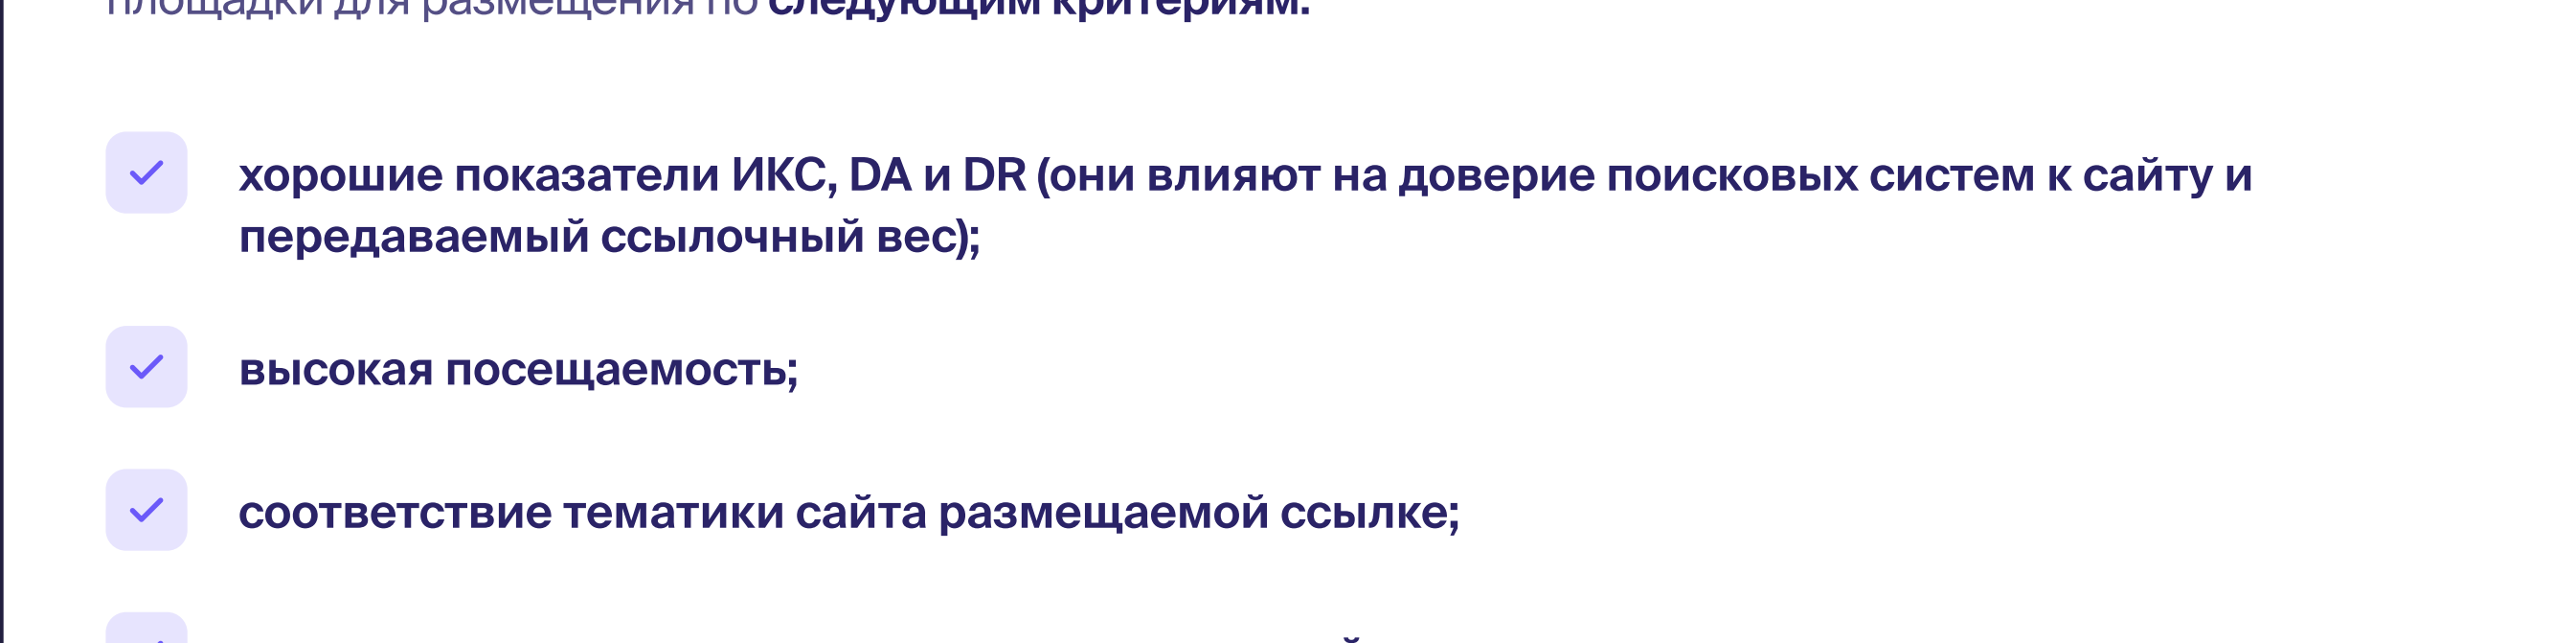 площадки для размещения по следующим критериям:
хорошие показатели ИКС, DA и DR (они влияют на доверие поисковых систем к сайту и
передаваемый ссылочный вес);
высокая посещаемость;
соответствие тематики сайта размещаемой ссылке;